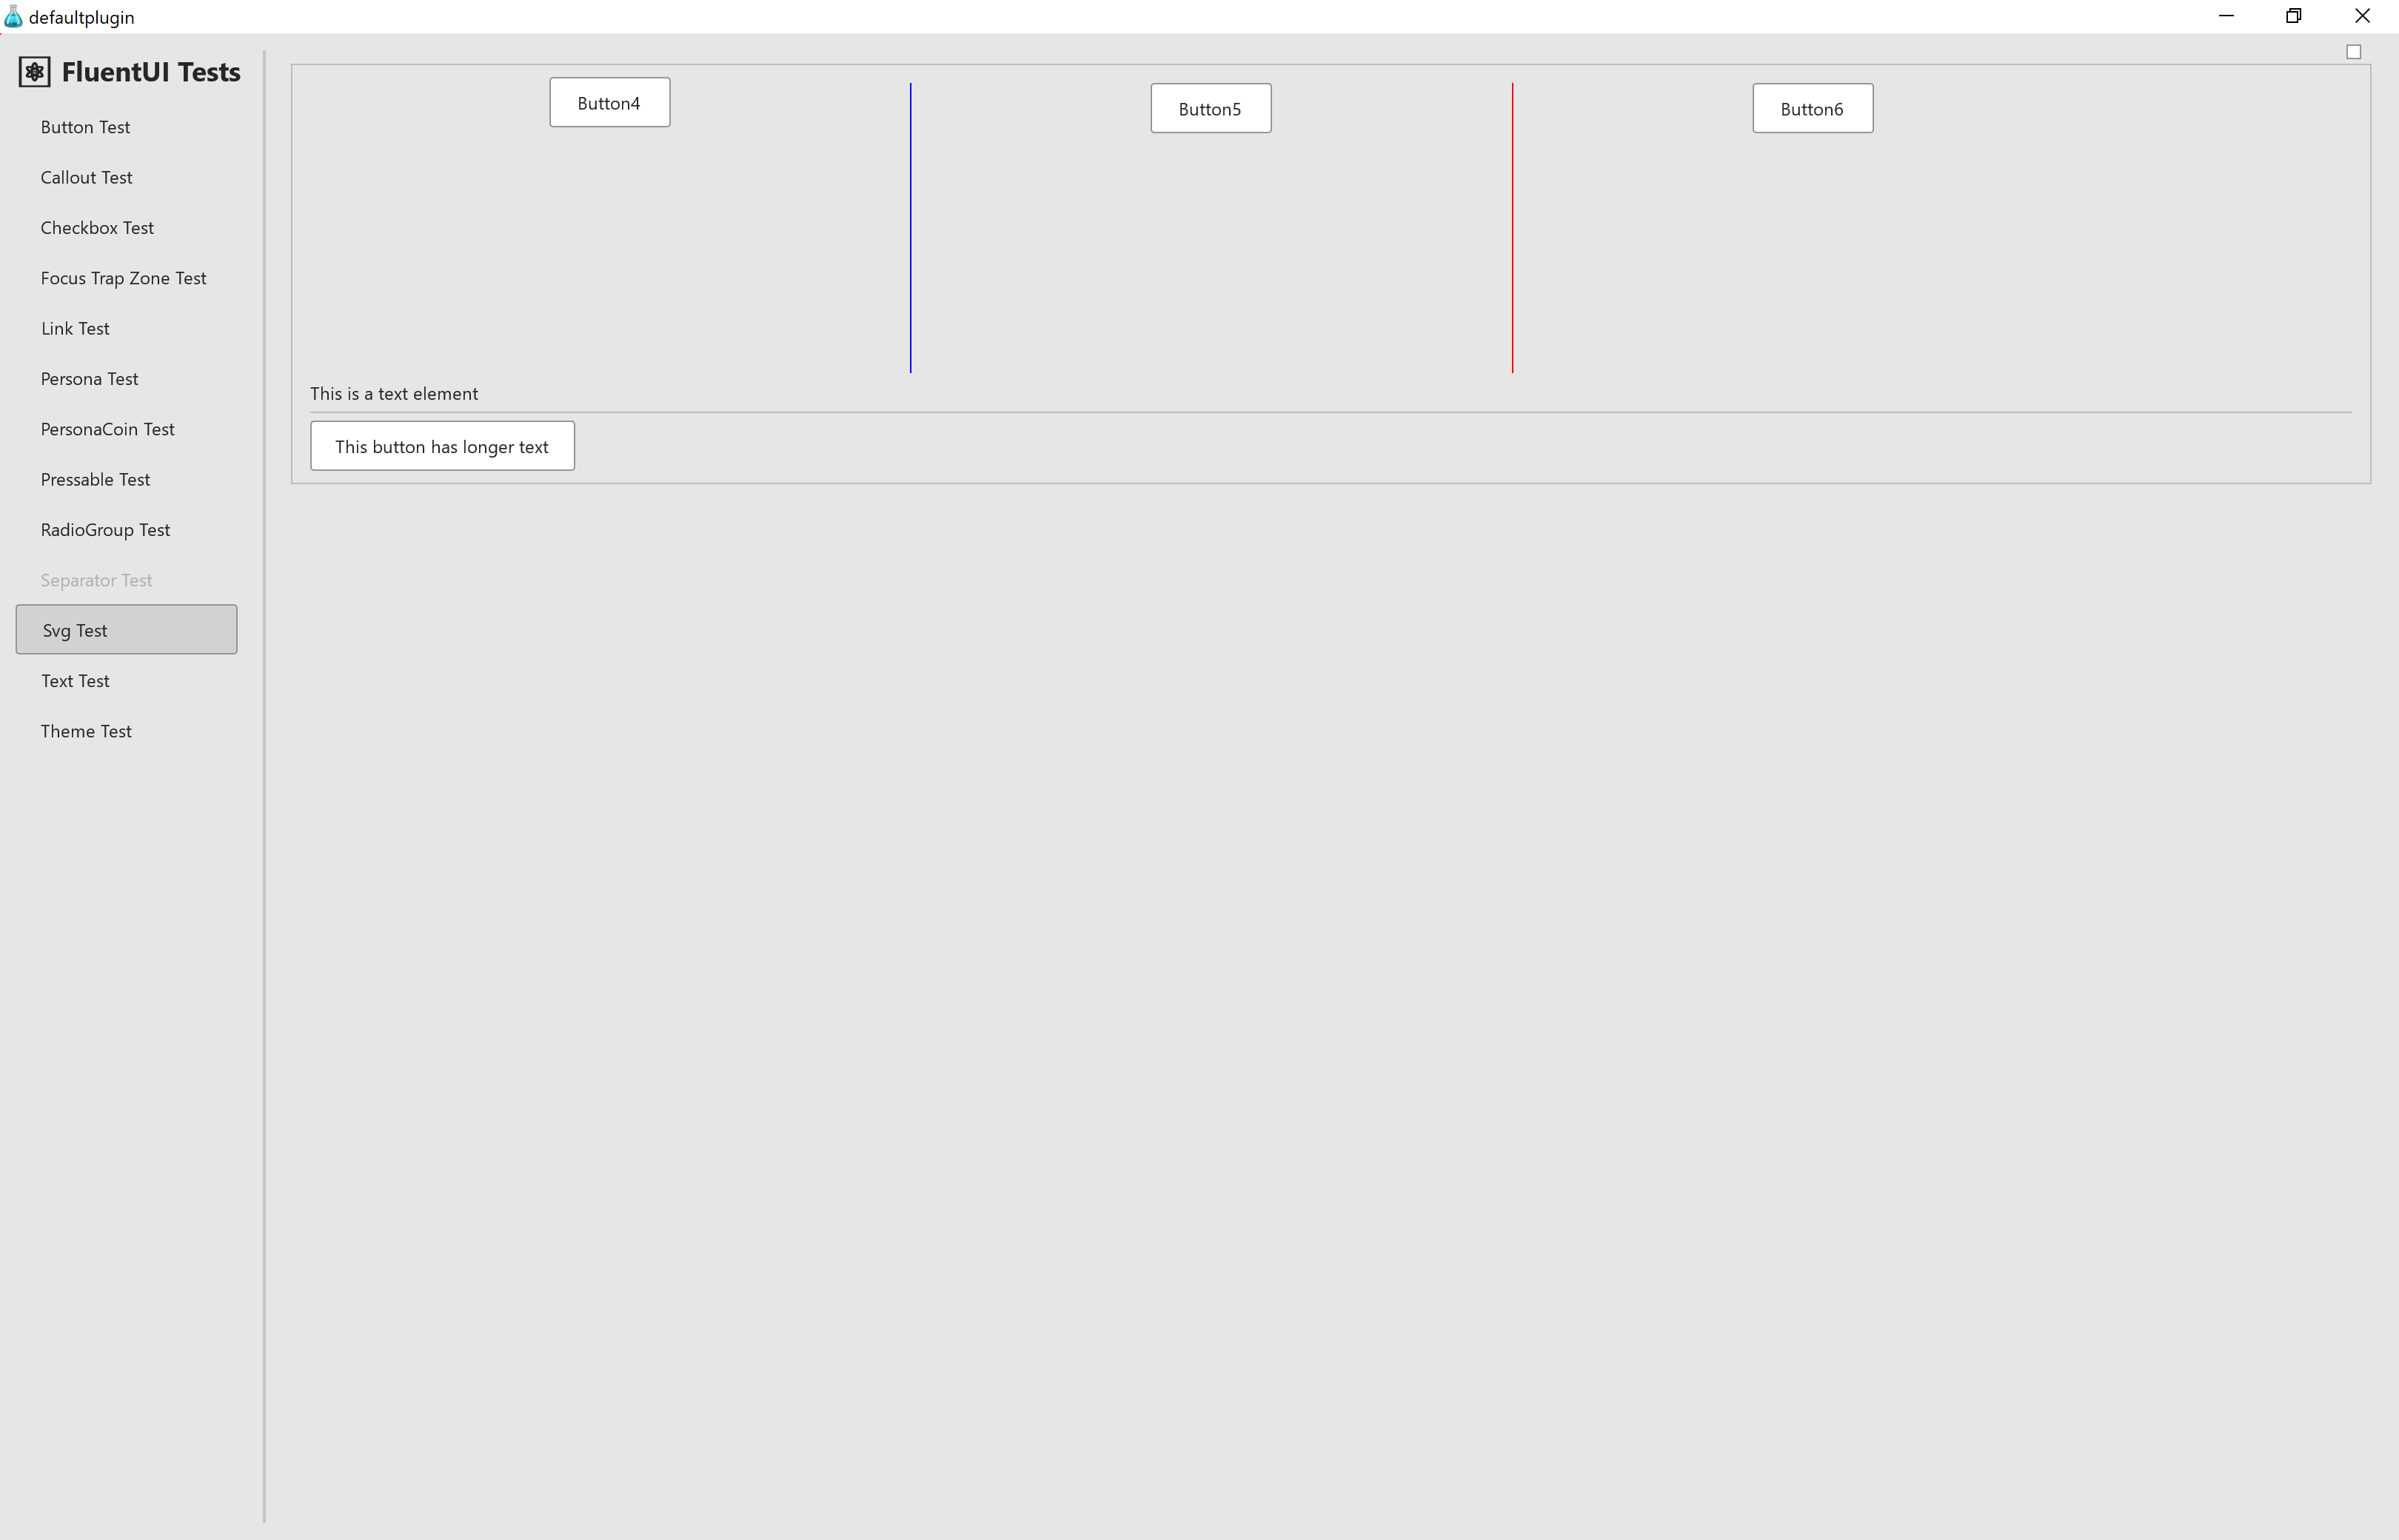 defaultplugin
FluentUI Tests
Button Test
Callout Test
Checkbox Test
Focus Trap Zone Test
Link Test
Persona Test
PersonaCoin Test
Pressable Test
RadioGroup Test
Separator Test
Svg Test
Text Test
Theme Test
Button4
Button5
Button6
This is a text element
This button has longer text